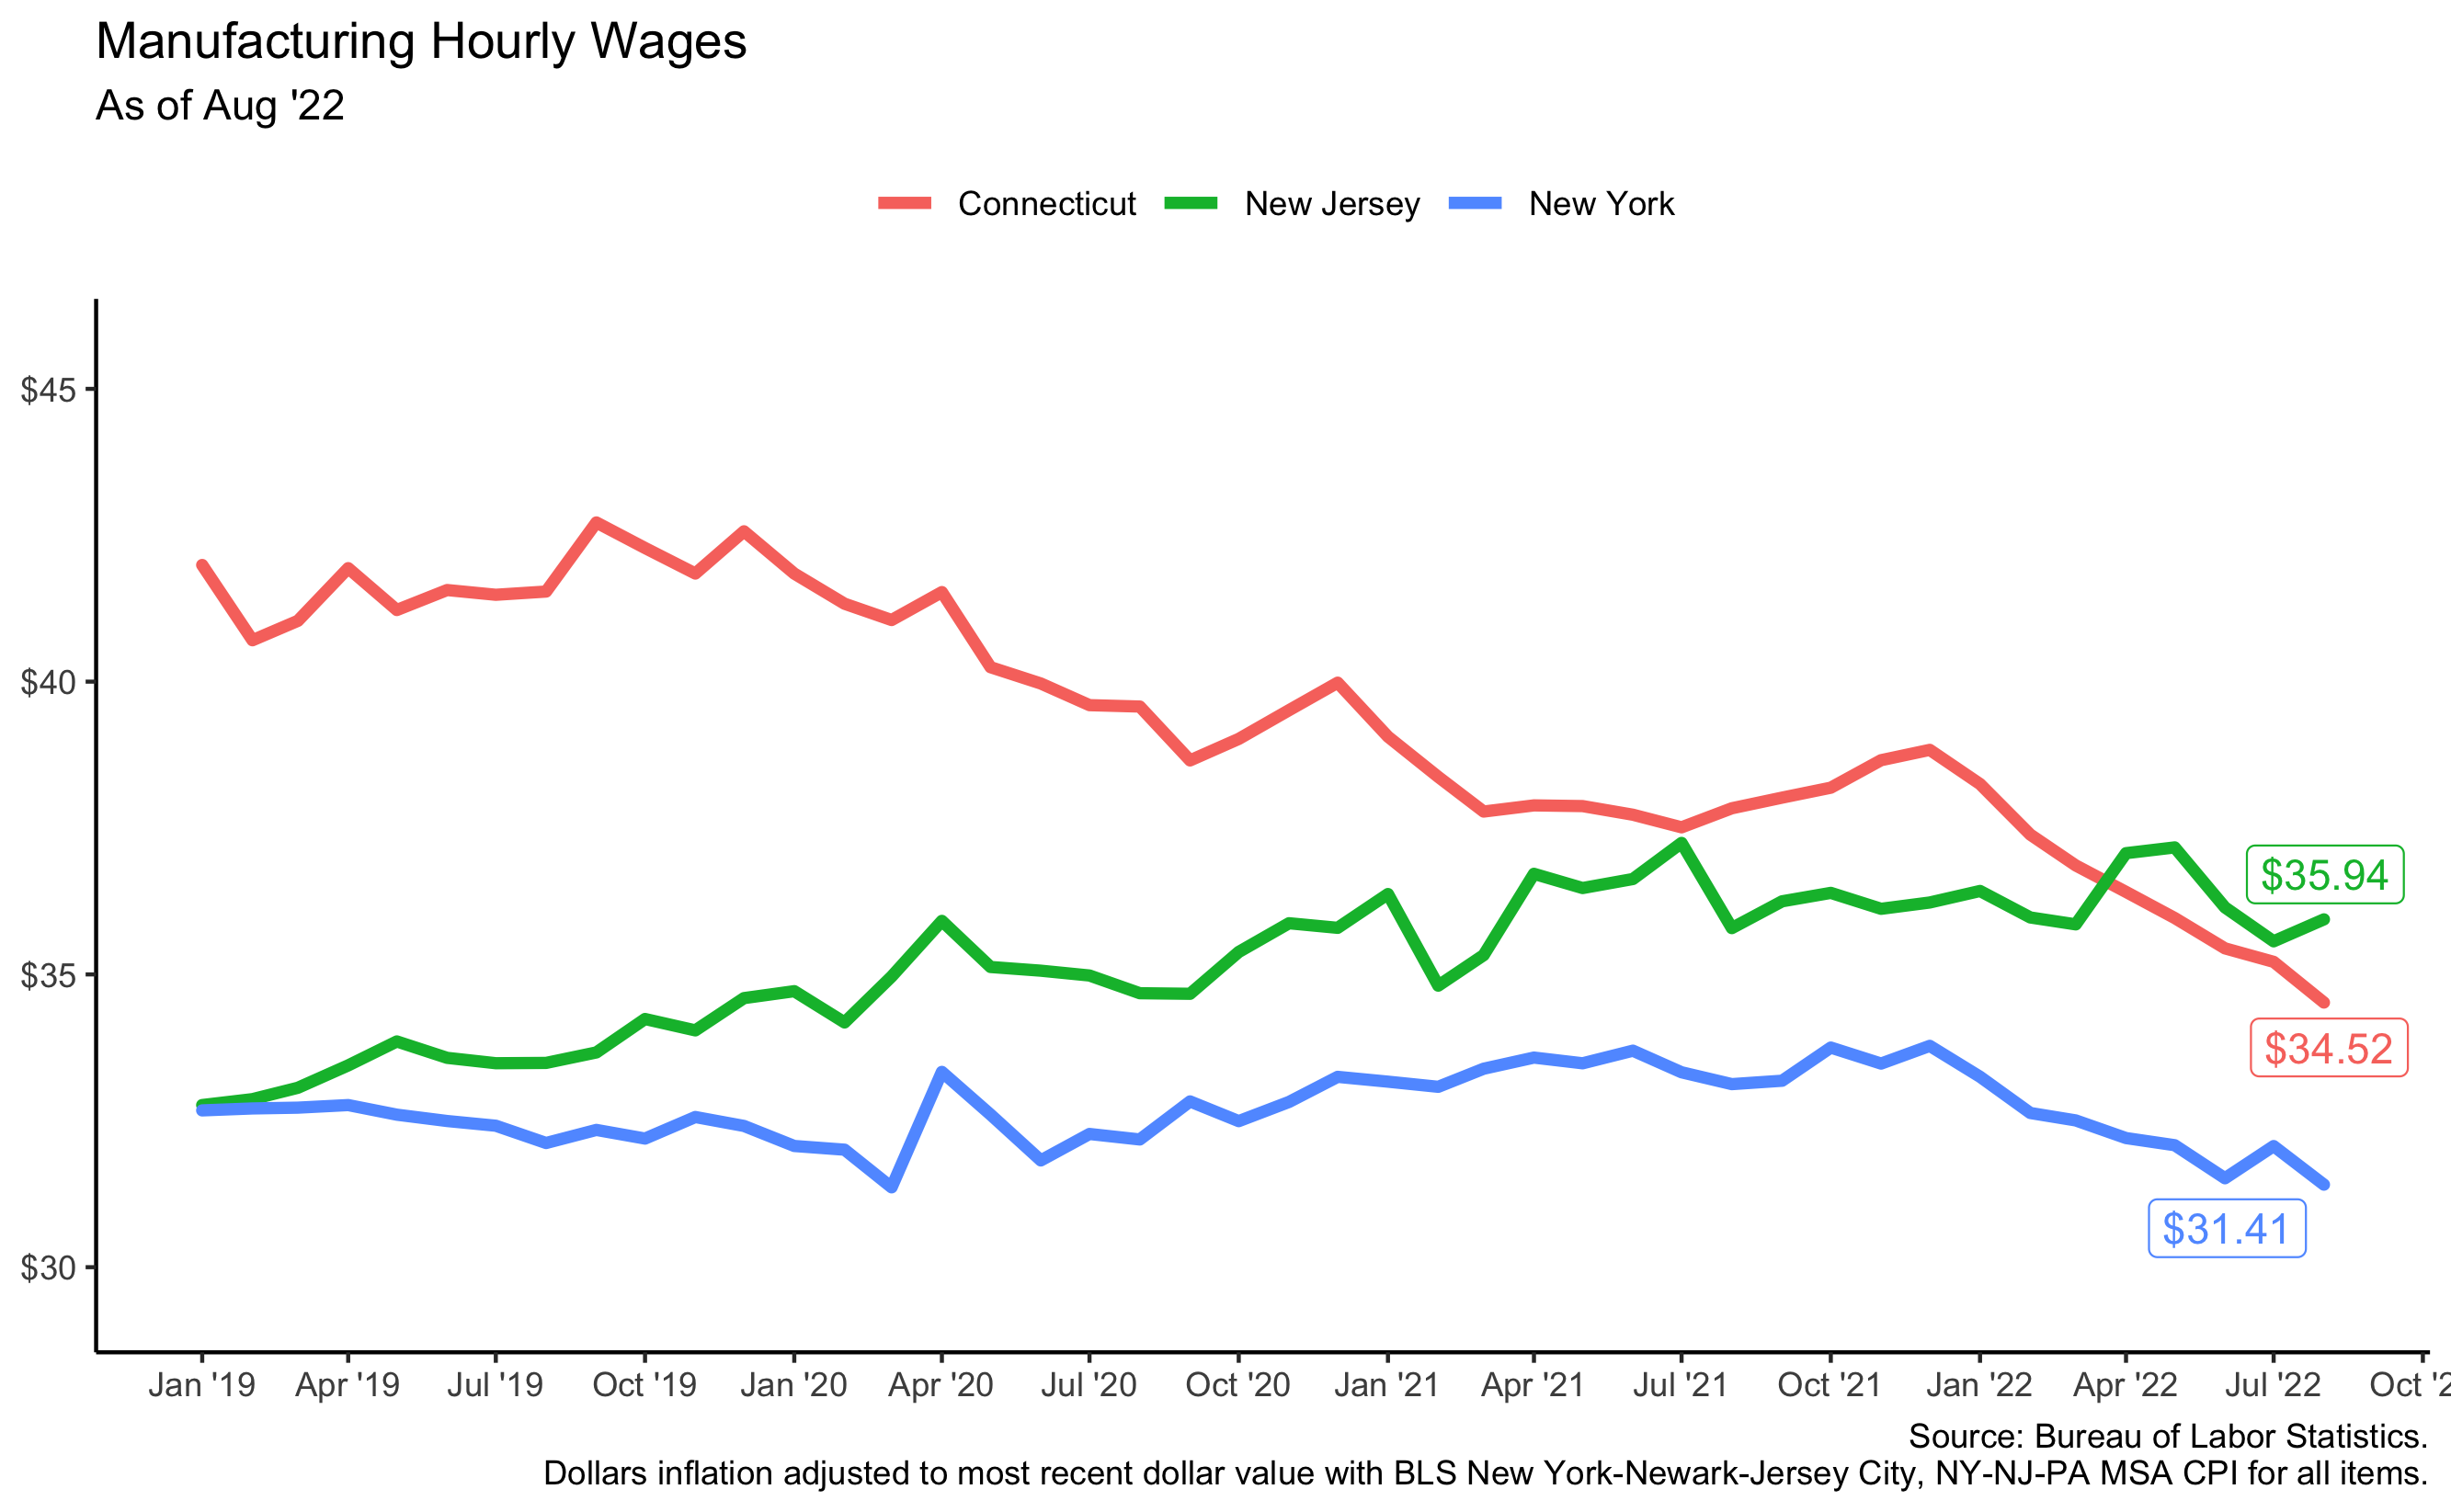 Manufacturing Hourly Wages
As of Aug '22
Connecticut New Jersey New York
$45
$40
$35
$30
$35.94
$34.52
$31.41
Jan '19 Apr '19 Jul '19 Oct '19 Jan '20 Apr '20 Jul '20 Oct '20 Jan '21 Apr '21 Jul '21 Oct '21 Jan '22 Apr '22 Jul '22 Oct
Source: Bureau of Labor Statistics.
Dollars inflation adjusted to most recent dollar value with BLS New York-Newark-Jersey City, NY-NJ-PA MSA CPI for all items.